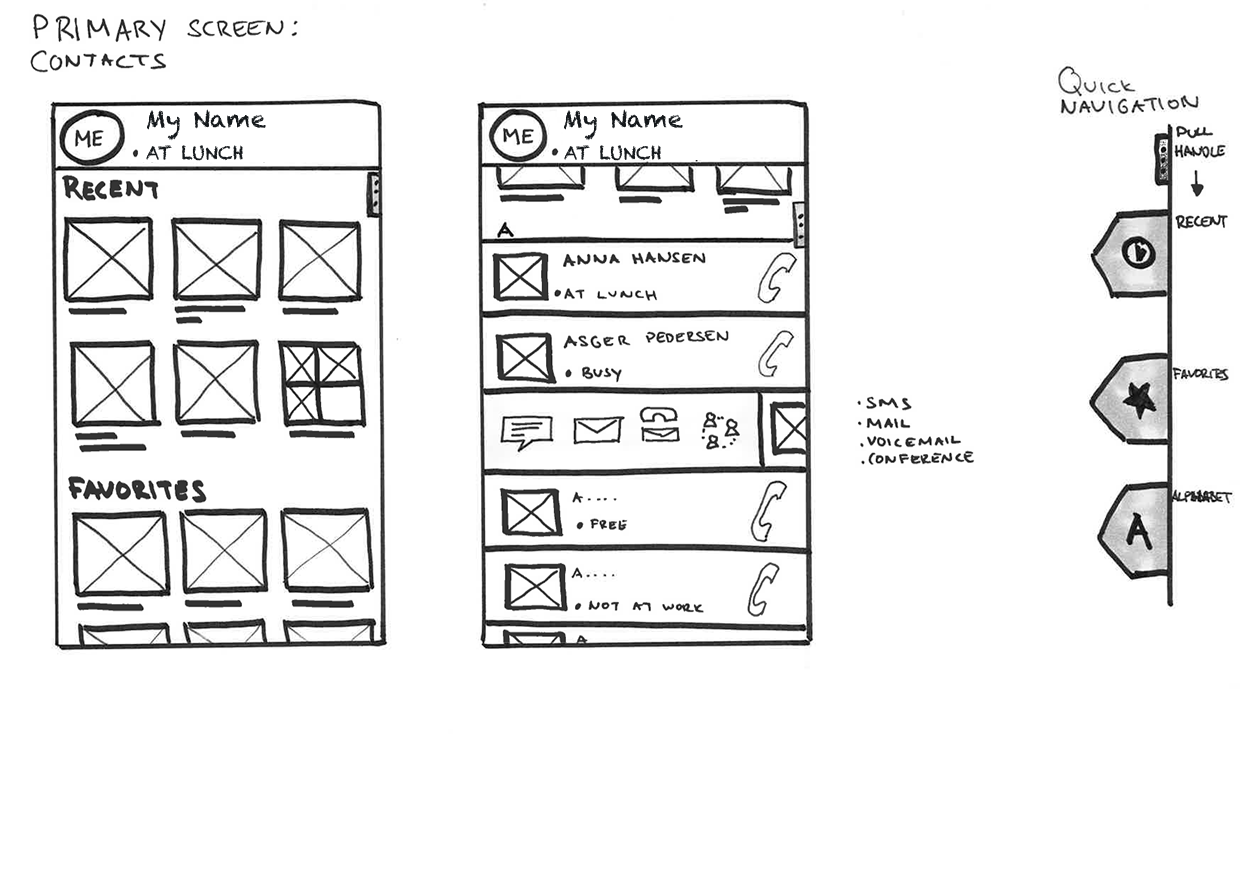 PRIMARY SCREEN:
CONTACTS
ME
My Name
• AT LUNCH
RECENT
FAVORITES
ME
My Name
• AT LUNCH
A
ANNA HANSEN
• AT LUNCH
ASGER PEDERSEN
• BUSY
• SMS
• MAIL
• VOICEMAIL
• CONFERENCE
A....
• FREE
A....
• NOT AT WORK
A
QUICK
NAVIGATION
PULL
HANDLE
RECENT
FAVORITES
ALPHABET
A